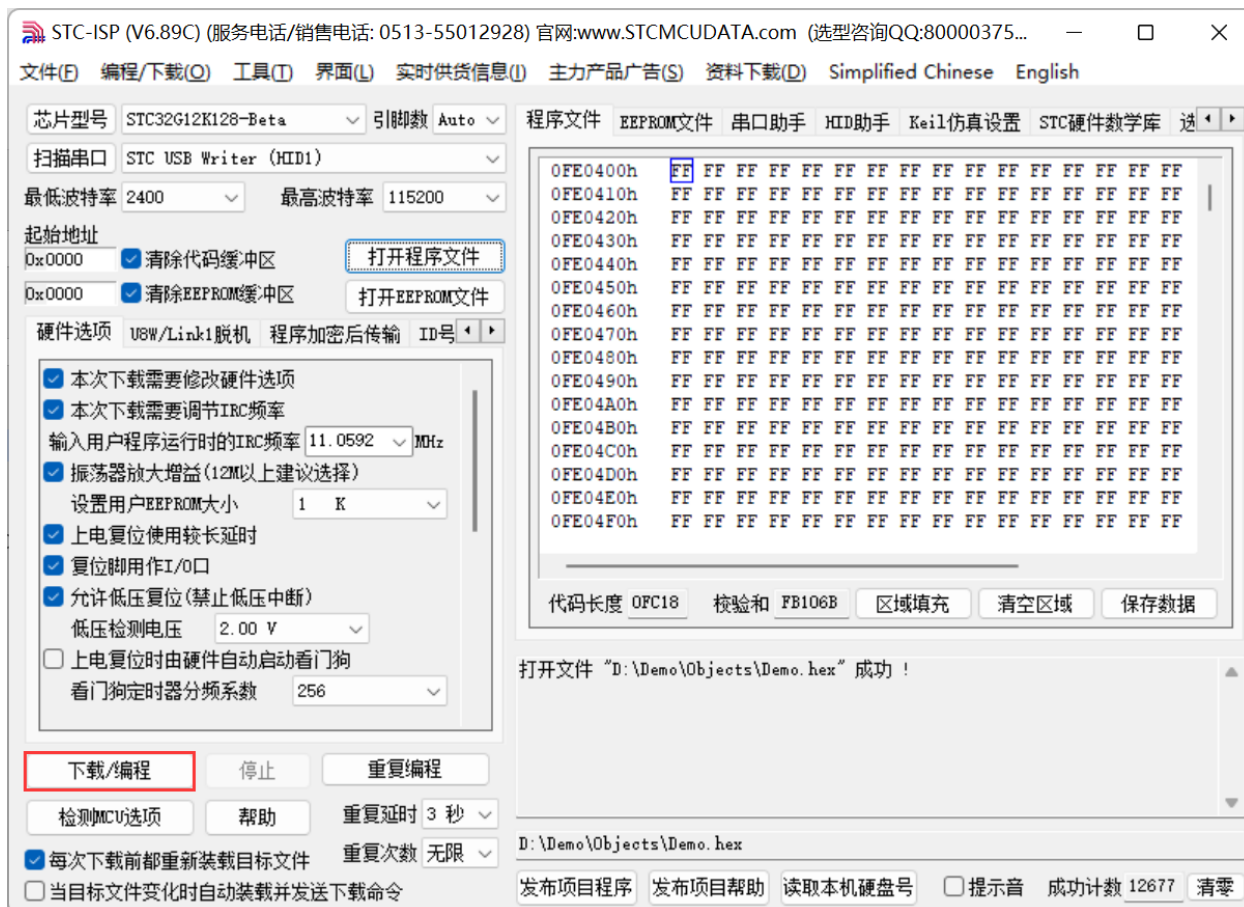 STC-ISP (V6.89C) (服务电话/销售电话: 0513-55012928) 官网:www.STCMCUDATA.com (选型咨询QQ:80000375...
文件(F) 编程/下载(O) 工具(T) 界面(L) 实时供货信息(I) 主力产品广告(S) 资料下载(D) Simplified Chinese English
芯片型号 STC32G12K128-Beta 引脚数 Auto
扫描串口 STC USB Writer (HID1)
最低波特率 2400 最高波特率 115200
起始地址
0x0000 清除代码缓冲区 打开程序文件
0x0000 清除EEPROM缓冲区 打开EEPROM文件
硬件选项 U8W/Link1脱机 程序加密后传输 ID号
本次下载需要修改硬件选项
本次下载需要调节IRC频率
输入用户程序运行时的IRC频率 11.0592 MHz
振荡器放大增益(12M以上建议选择)
设置用户EEPROM大小 1 K
上电复位使用较长延时
复位脚用作I/O口
允许低压复位(禁止低压中断)
低压检测电压 2.00 V
上电复位时由硬件自动启动看门狗
看门狗定时器分频系数 256
下载/编程 停止 重复编程
检测MCU选项 帮助 重复延时 3 秒
每次下载前都重新装载目标文件 重复次数 无限
当目标文件变化时自动装载并发送下载命令
程序文件 EEPROM文件 串口助手 HID助手 Keil仿真设置 STC硬件数学库 选
0FE0400h FF FF FF FF FF FF FF FF FF FF FF FF FF FF FF FF
0FE0410h FF FF FF FF FF FF FF FF FF FF FF FF FF FF FF FF
0FE0420h FF FF FF FF FF FF FF FF FF FF FF FF FF FF FF FF
0FE0430h FF FF FF FF FF FF FF FF FF FF FF FF FF FF FF FF
0FE0440h FF FF FF FF FF FF FF FF FF FF FF FF FF FF FF FF
0FE0450h FF FF FF FF FF FF FF FF FF FF FF FF FF FF FF FF
0FE0460h FF FF FF FF FF FF FF FF FF FF FF FF FF FF FF FF
0FE0470h FF FF FF FF FF FF FF FF FF FF FF FF FF FF FF FF
0FE0480h FF FF FF FF FF FF FF FF FF FF FF FF FF FF FF FF
0FE0490h FF FF FF FF FF FF FF FF FF FF FF FF FF FF FF FF
0FE04A0h FF FF FF FF FF FF FF FF FF FF FF FF FF FF FF FF
0FE04B0h FF FF FF FF FF FF FF FF FF FF FF FF FF FF FF FF
0FE04C0h FF FF FF FF FF FF FF FF FF FF FF FF FF FF FF FF
0FE04D0h FF FF FF FF FF FF FF FF FF FF FF FF FF FF FF FF
0FE04E0h FF FF FF FF FF FF FF FF FF FF FF FF FF FF FF FF
0FE04F0h FF FF FF FF FF FF FF FF FF FF FF FF FF FF FF FF
代码长度 0FC18 校验和 FB106B 区域填充 清空区域 保存数据
打开文件 "D:\Demo\Objects\Demo.hex" 成功 !
D:\Demo\Objects\Demo.hex
发布项目程序 发布项目帮助 读取本机硬盘号 提示音 成功计数 12677 清零